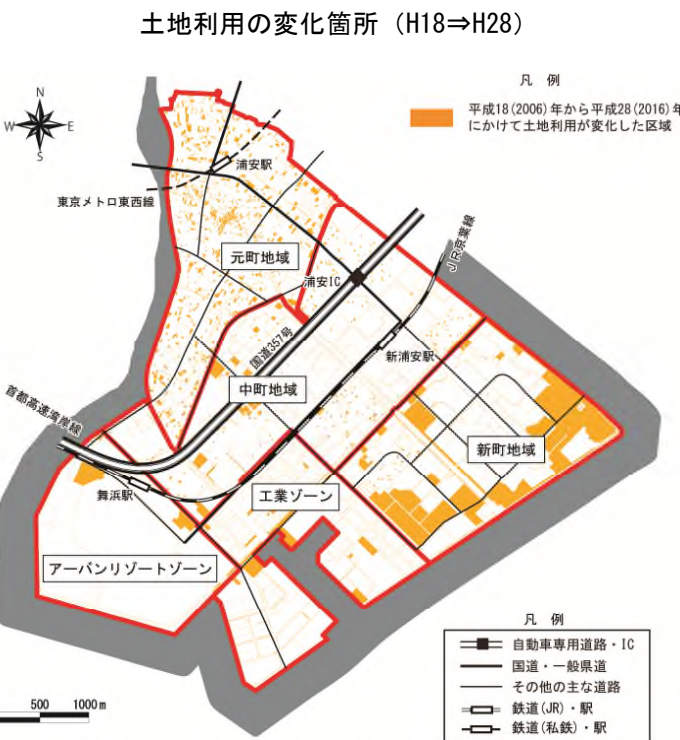 土地利用の変化箇所（H18⇒H28）
凡 例
平成18(2006)年から平成28(2016)年
にかけて土地利用が変化した区域
N
W
E
S
浦安駅
東京メトロ東西線
元町地域
浦安IC
JR京葉線
国道357号
新浦安駅
中町地域
首都高速湾岸線
新町地域
舞浜駅
工業ゾーン
アーバンリゾートゾーン
500 1000m
凡 例
自動車専用道路・IC
国道・一般県道
その他の主な道路
鉄道(JR)・駅
鉄道(私鉄)・駅